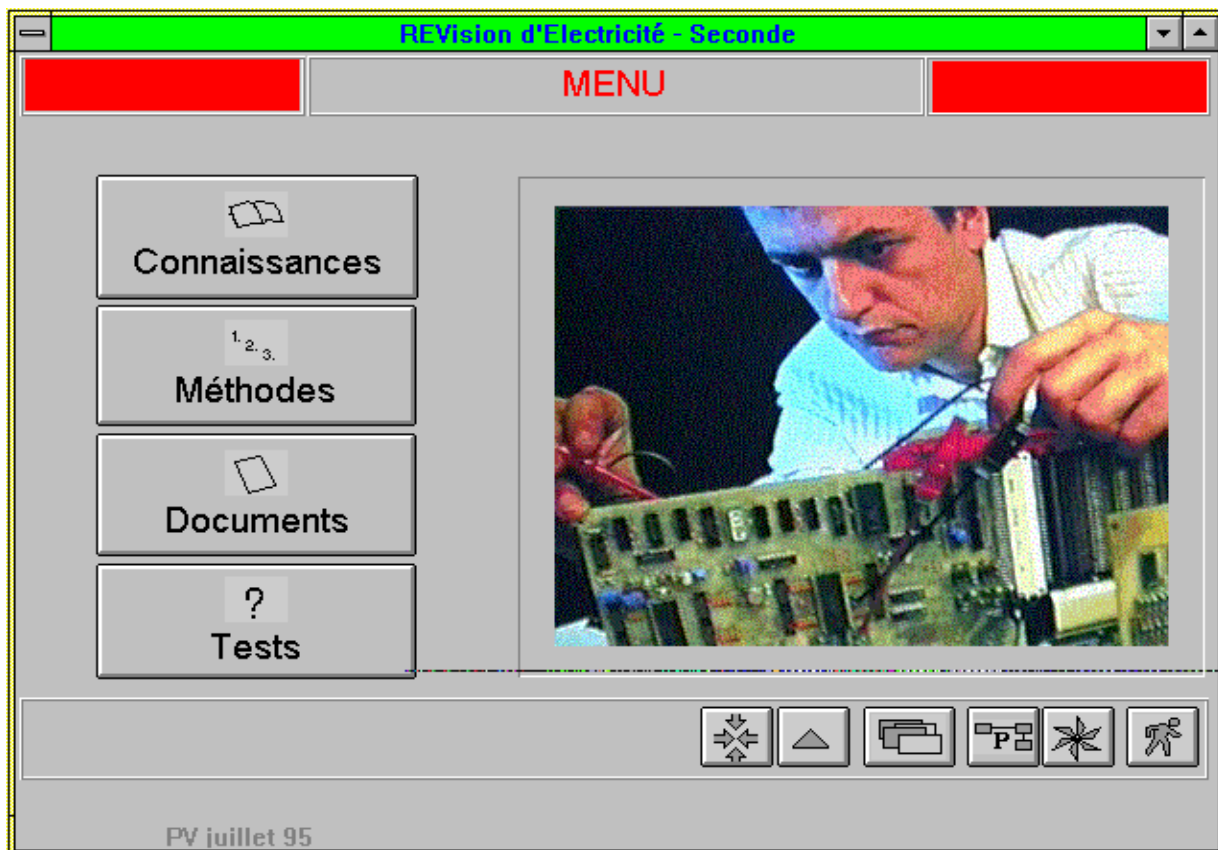 REVision d'Electricité - Seconde
MENU
Connaissances
1. 2. 3.
Méthodes
Documents
?
Tests
P
PV juillet 95